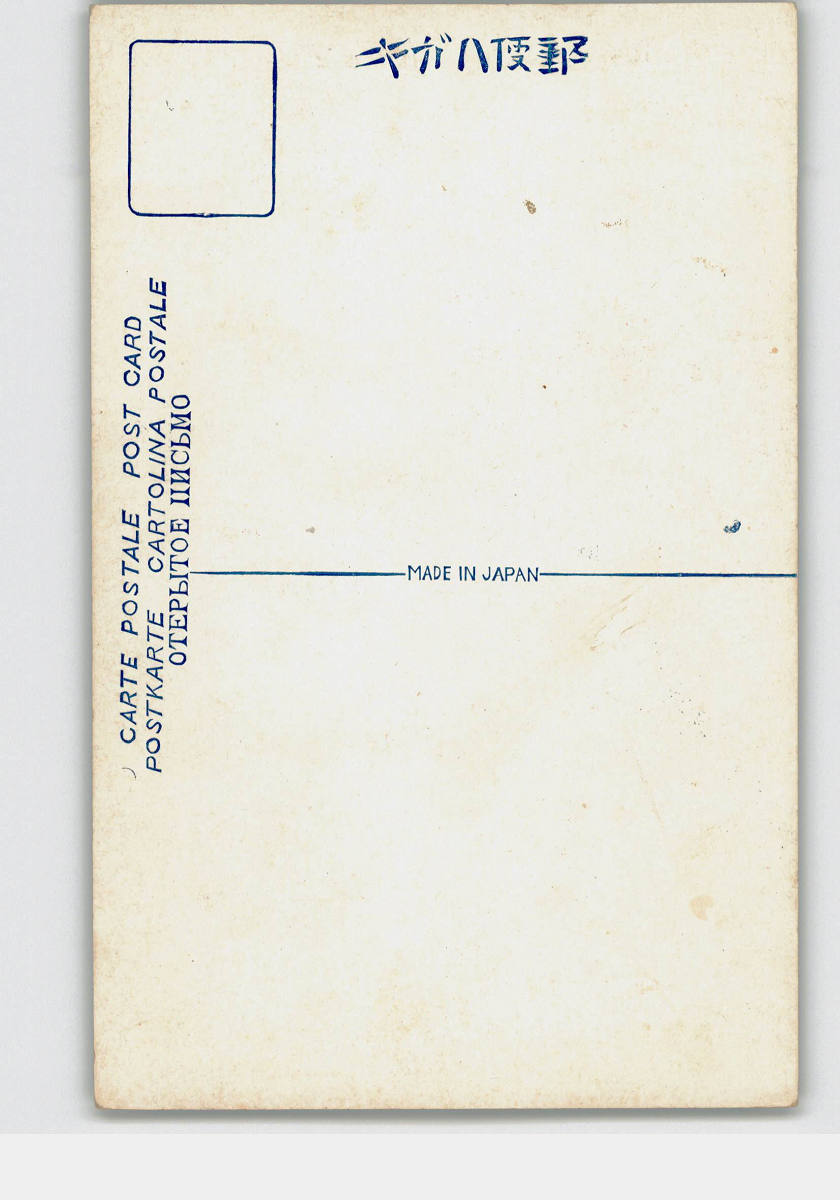 郵便ハガキ
CARTE POSTALE POST CARD
POSTKARTE CARTOLINA POSTALE
ОТЕРЫТОЕ ПИСЬМО
MADE IN JAPAN